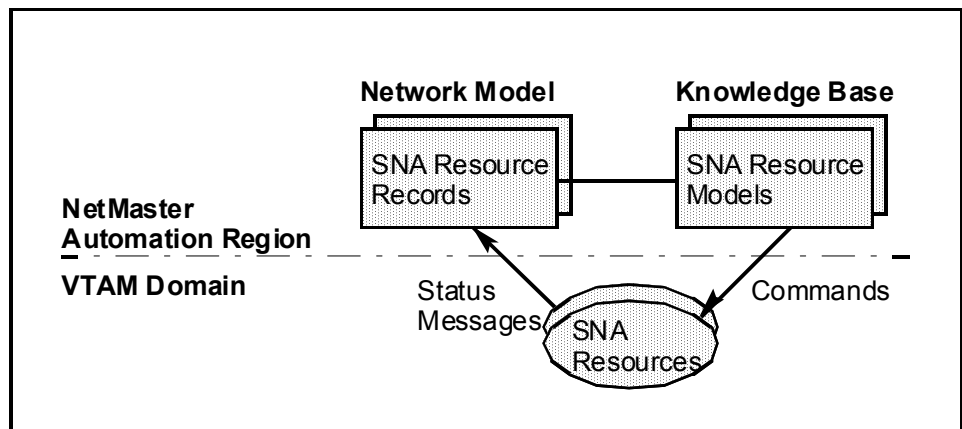 Network Model
Knowledge Base
SNA Resource
Records
SNA Resource
Models
NetMaster
Automation Region
VTAM Domain
Status
Messages
Commands
SNA
Resources